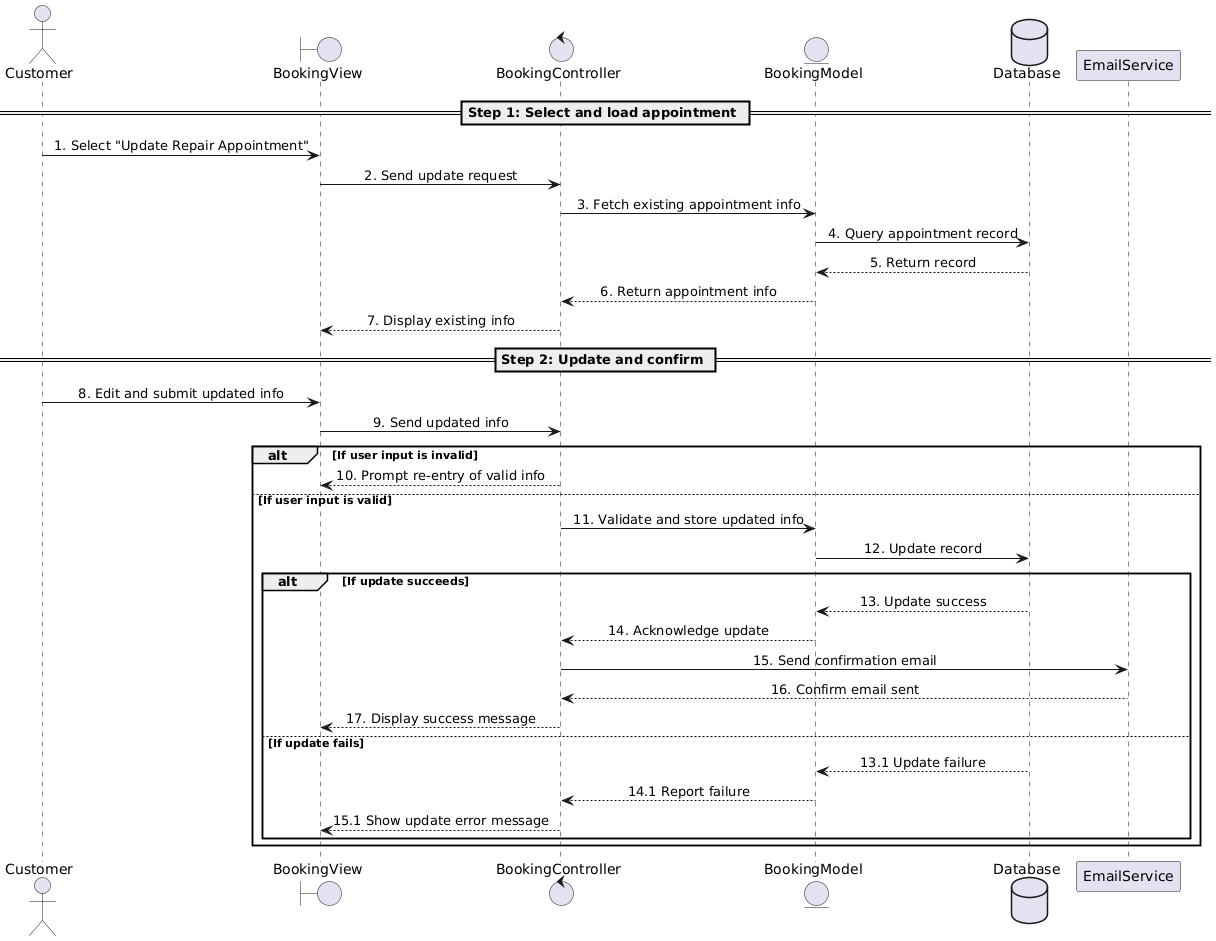 Customer
BookingView
BookingController
BookingModel
Database
EmailService
Step 1: Select and load appointment
1. Select "Update Repair Appointment"
2. Send update request
3. Fetch existing appointment info
4. Query appointment record
5. Return record
6. Return appointment info
7. Display existing info
Step 2: Update and confirm
8. Edit and submit updated info
9. Send updated info
alt [If user input is invalid]
10. Prompt re-entry of valid info
[If user input is valid]
11. Validate and store updated info
12. Update record
alt [If update succeeds]
13. Update success
14. Acknowledge update
15. Send confirmation email
16. Confirm email sent
17. Display success message
[If update fails]
13.1 Update failure
14.1 Report failure
15.1 Show update error message
Customer
BookingView
BookingController
BookingModel
Database
EmailService